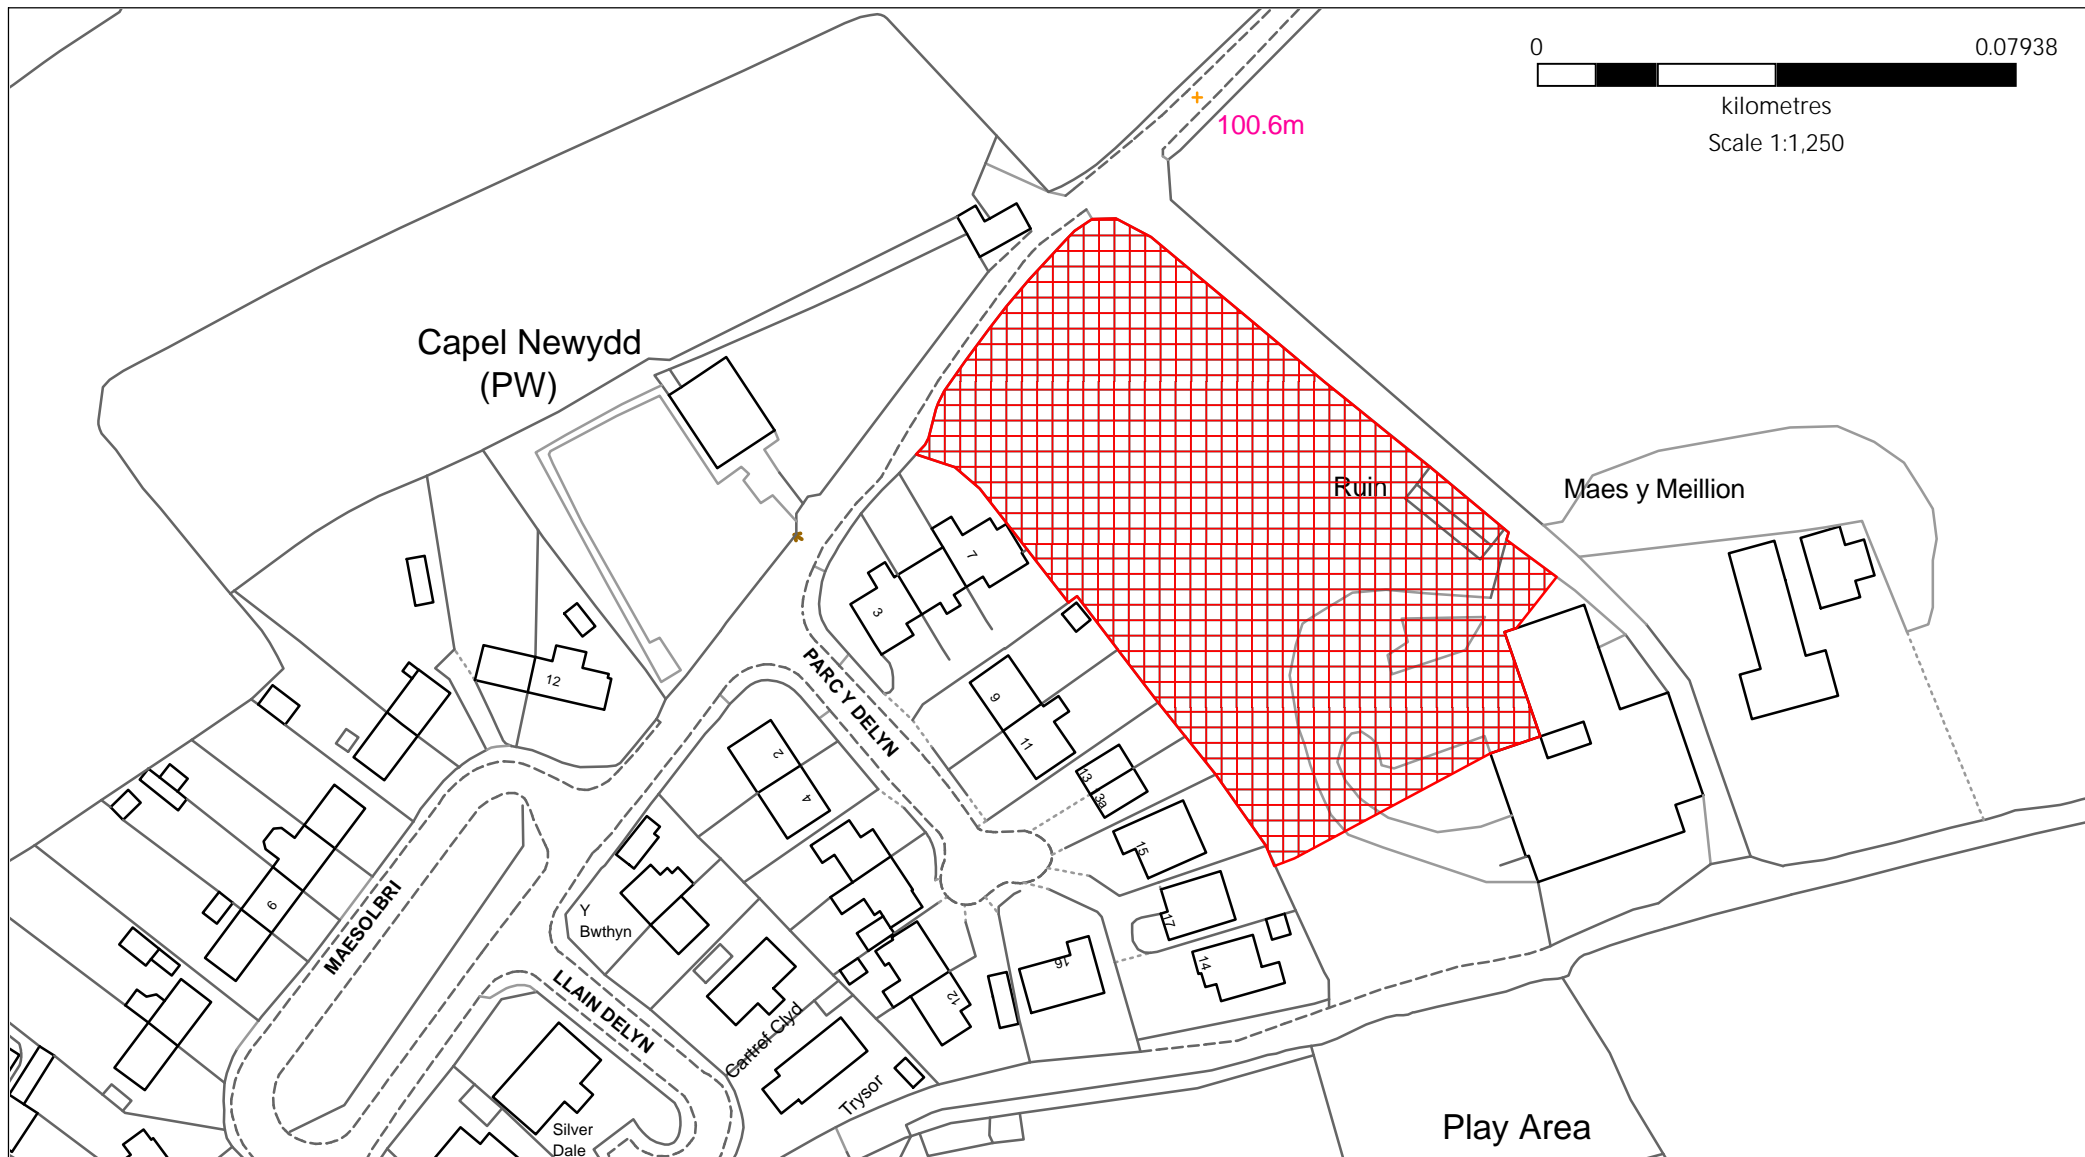 0 0.07938
kilometres
Scale 1:1,250
100.6m
Capel Newydd
(PW)
Ruin
Maes y Meillion
7
3
12
PARC Y DELYN
9
11
2
4
13
3a
15
17
14
16
12
MAESOLBRI
9
Y
Bwthyn
LLAIN DELYN
Cartref Clyd
Trysor
Silver
Dale
Play Area